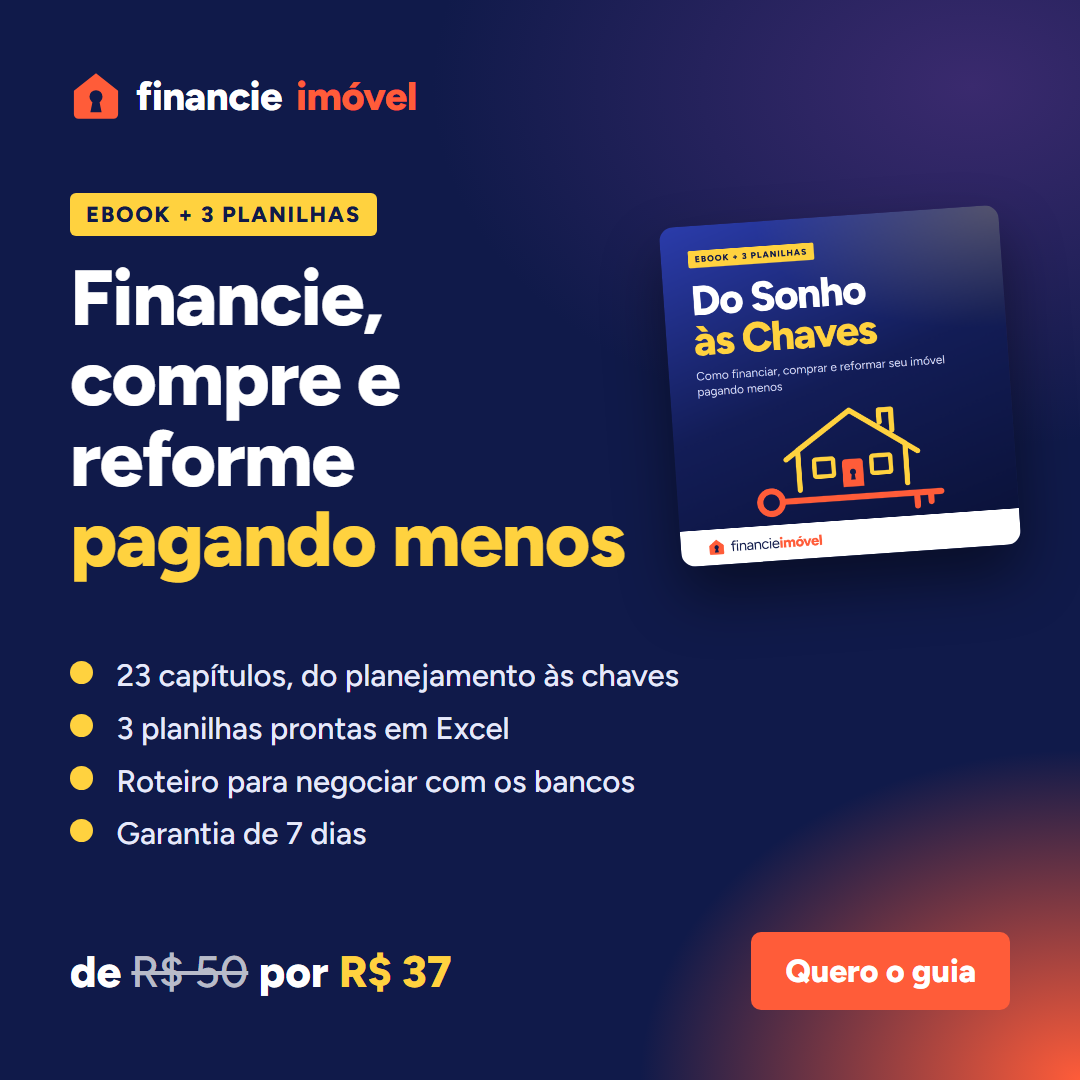 financie imóvel
EBOOK + 3 PLANILHAS
Financie,
compre e
reforme
pagando menos
EBOOK + 3 PLANILHAS
Do Sonho
às Chaves
Como financiar, comprar e reformar seu imóvel
pagando menos
financieimóvel
23 capítulos, do planejamento às chaves
3 planilhas prontas em Excel
Roteiro para negociar com os bancos
Garantia de 7 dias
de R$ 50 por R$ 37
Quero o guia